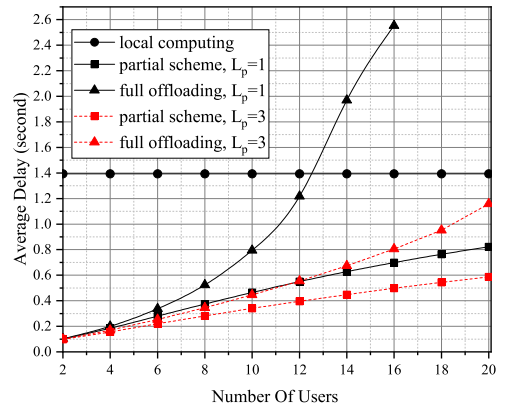 2.6
2.4
2.2
2.0
1.8
1.6
1.4
1.2
1.0
0.8
0.6
0.4
0.2
0.0
Average Delay (second)
local computing
partial scheme, Lp=1
full offloading, Lp=1
partial scheme, Lp=3
full offloading, Lp=3
2 4 6 8 10 12 14 16 18 20
Number Of Users